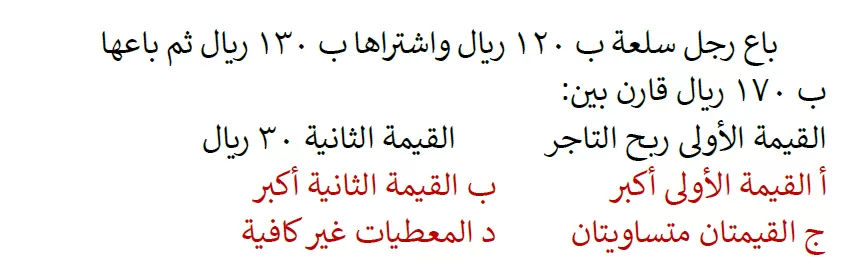 باع رجل سلعة ب ١٢٠ ريال واشتراها ب ١٣٠ ريال ثم باعها
ب ١٧٠ ريال قارن بين:
القيمة الأولى ربح التاجر القيمة الثانية ٣٠ ريال
أ القيمة الأولى أكبر ب القيمة الثانية أكبر
ج القيمتان متساويتان د المعطيات غير كافية